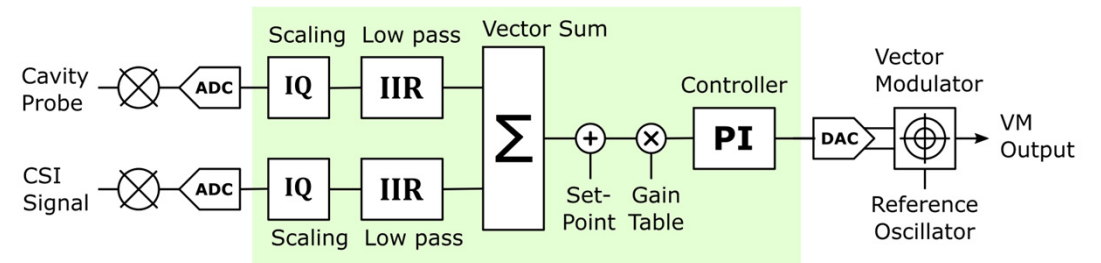 Scaling
Low pass
Vector Sum
Cavity
Probe
ADC
IQ
IIR
Controller
Vector
Modulator
Σ
+
×
PI
DAC
VM
Output
CSI
Signal
ADC
IQ
IIR
Set-
Point
Gain
Table
Reference
Oscillator
Scaling
Low pass